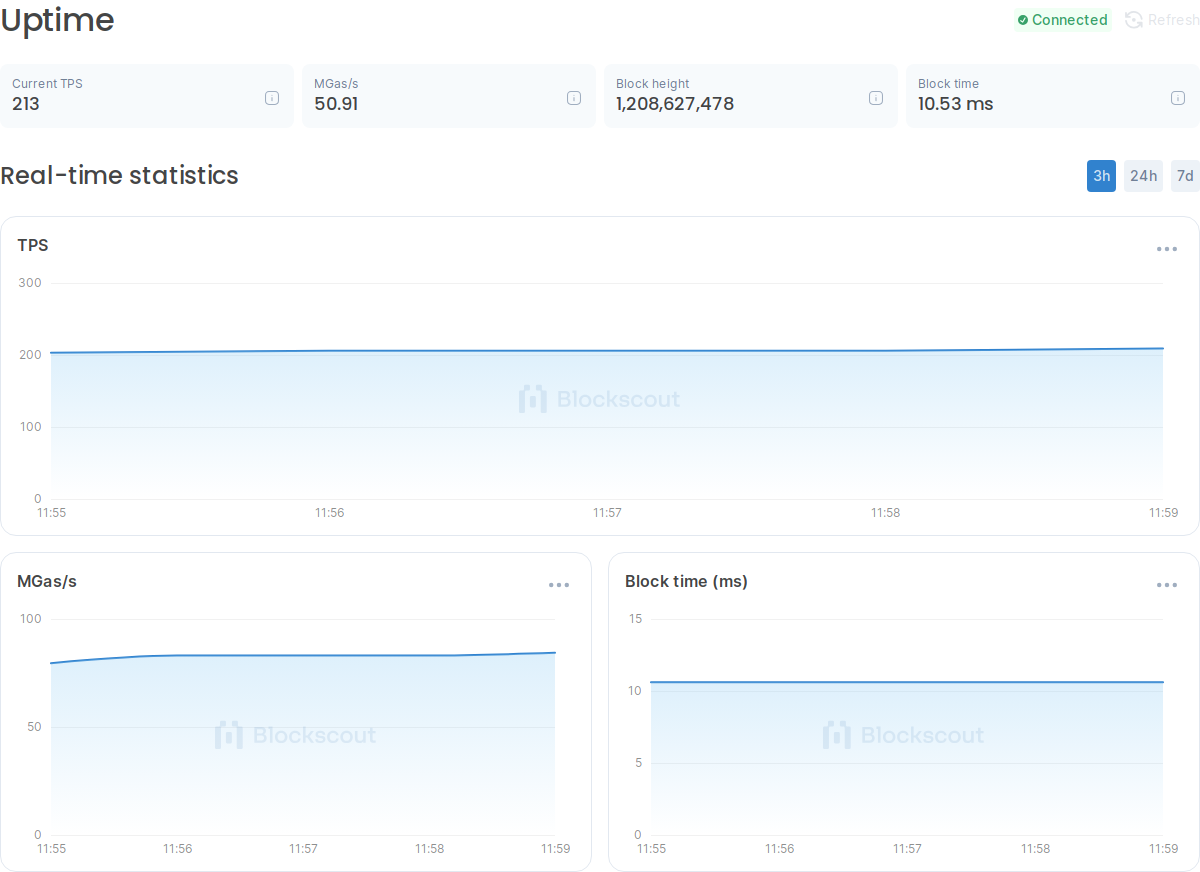 Uptime
Connected Refresh
Current TPS
213
MGas/s
50.91
Block height
1,208,627,478
Block time
10.53 ms
Real-time statistics
3h 24h 7d
TPS
300
200
100
0
Blockscout
11:55 11:56 11:57 11:58 11:59
MGas/s
100
50
0
Blockscout
11:55 11:56 11:57 11:58 11:59
Block time (ms)
15
10
5
0
Blockscout
11:55 11:56 11:57 11:58 11:59